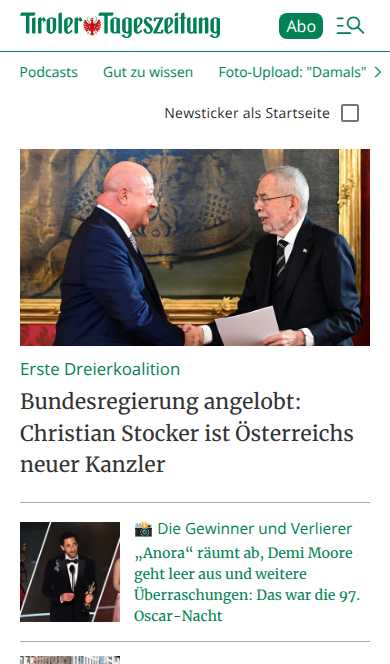 Tiroler Tageszeitung
Abo
Podcasts Gut zu wissen Foto-Upload: "Damals"
Newsticker als Startseite
Erste Dreierkoalition
Bundesregierung angelobt:
Christian Stocker ist Österreichs
neuer Kanzler
Die Gewinner und Verlierer
„Anora“ räumt ab, Demi Moore
geht leer aus und weitere
Überraschungen: Das war die 97.
Oscar-Nacht